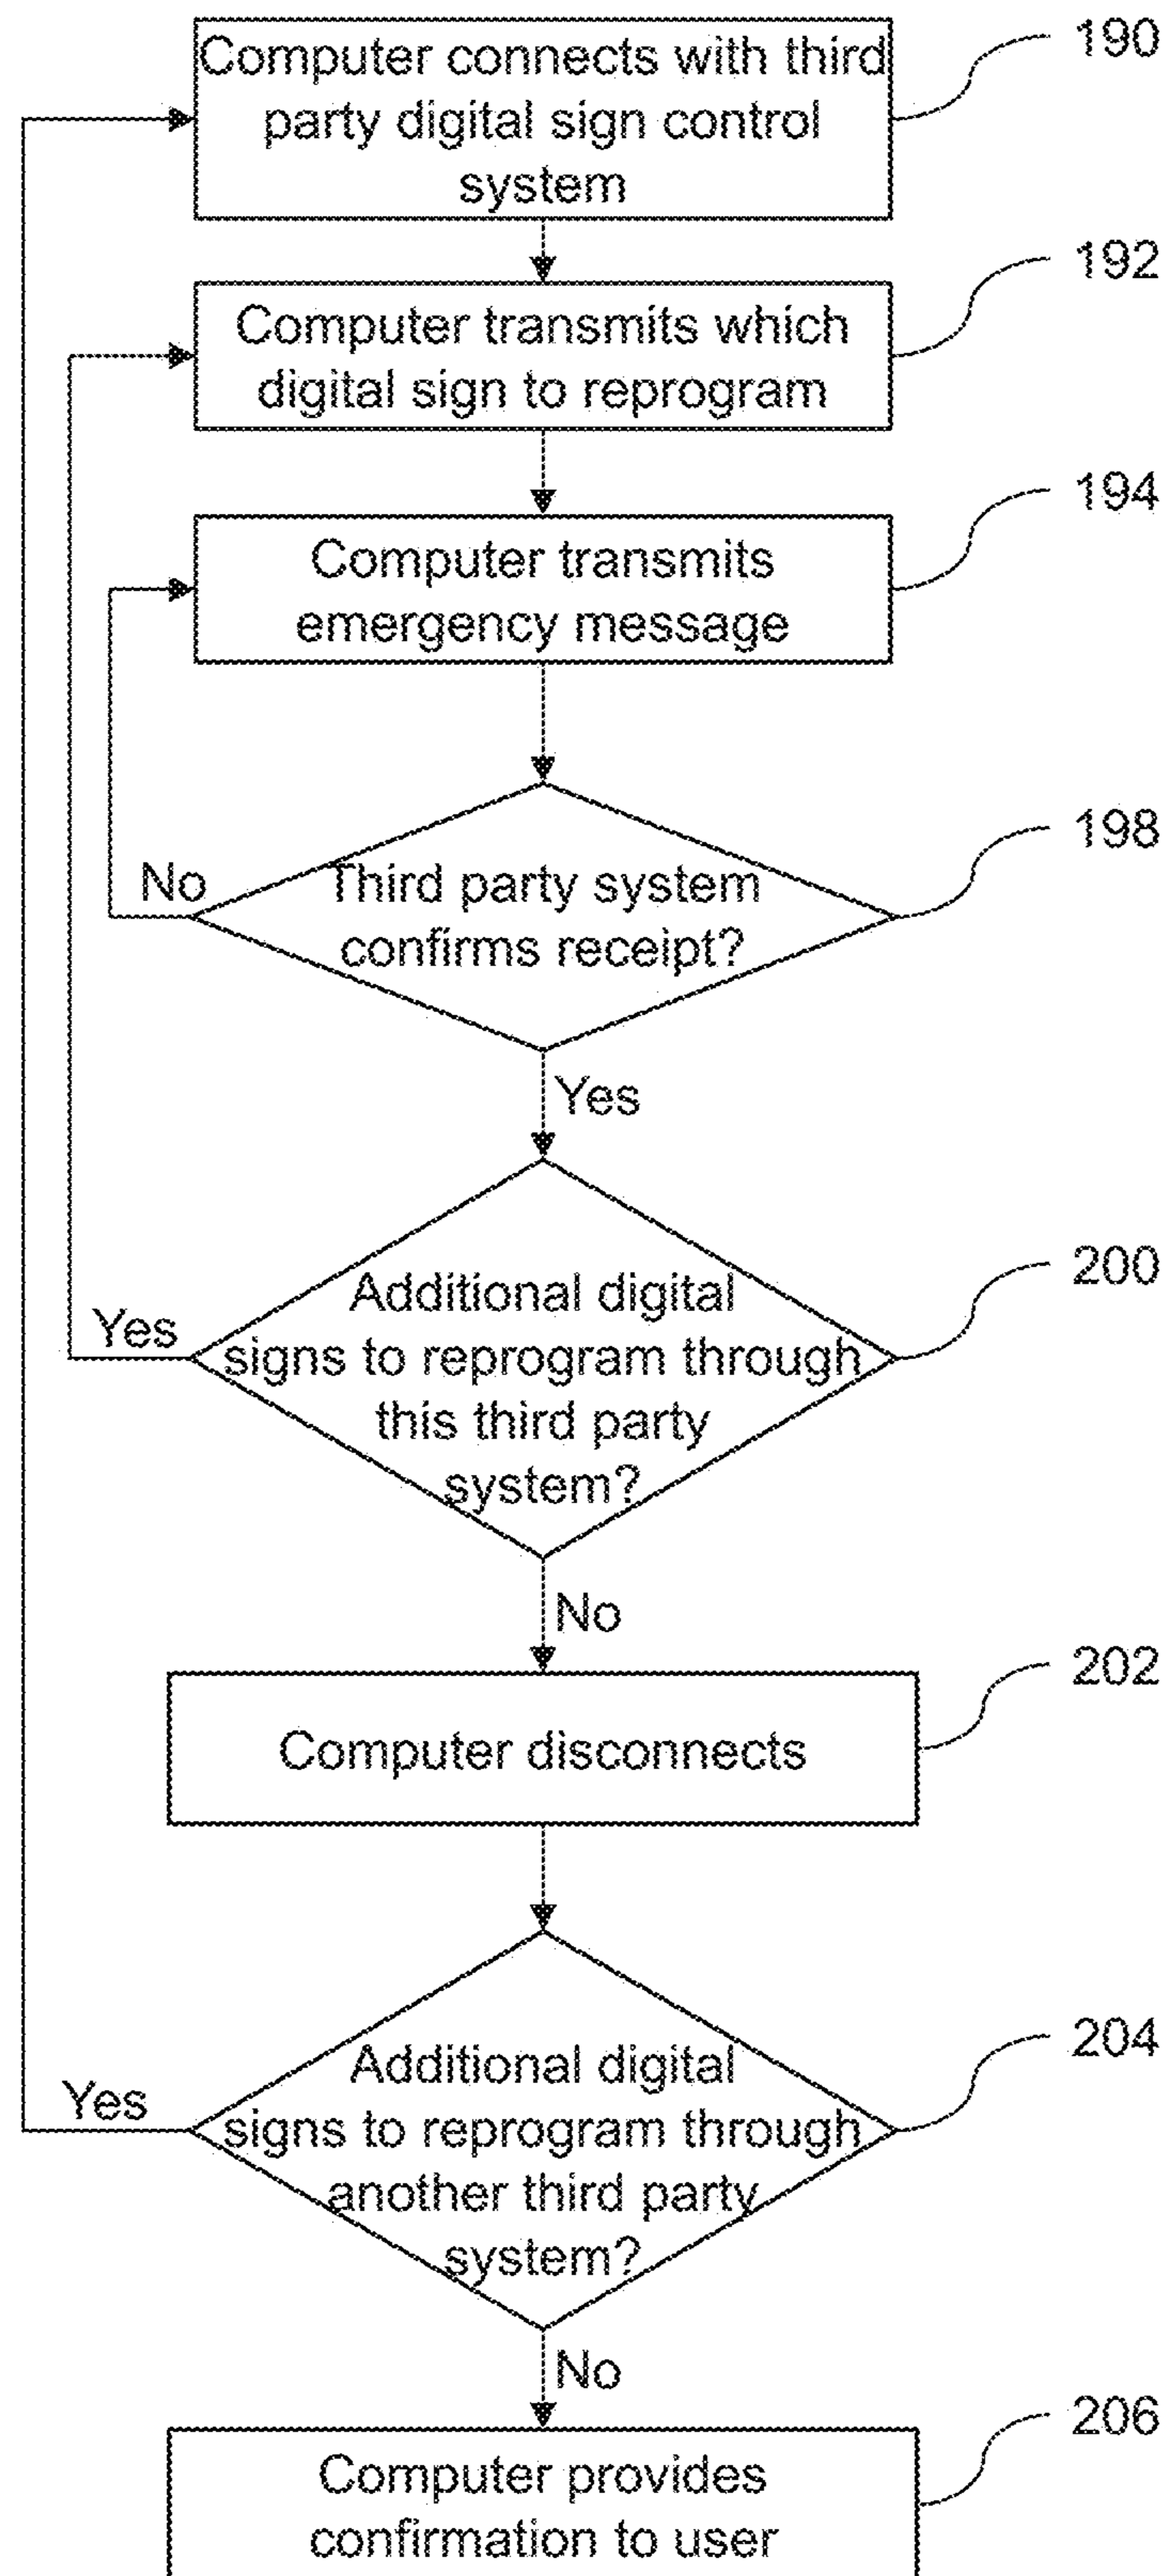 Computer connects with third
party digital sign control
system
190
Computer transmits which
digital sign to reprogram
192
Computer transmits
emergency message
194
Third party system
confirms receipt?
198
No
Yes
Additional digital
signs to reprogram through
this third party
system?
200
Yes
No
Computer disconnects
202
Additional digital
signs to reprogram through
another third party
system?
204
Yes
No
Computer provides
confirmation to user
206